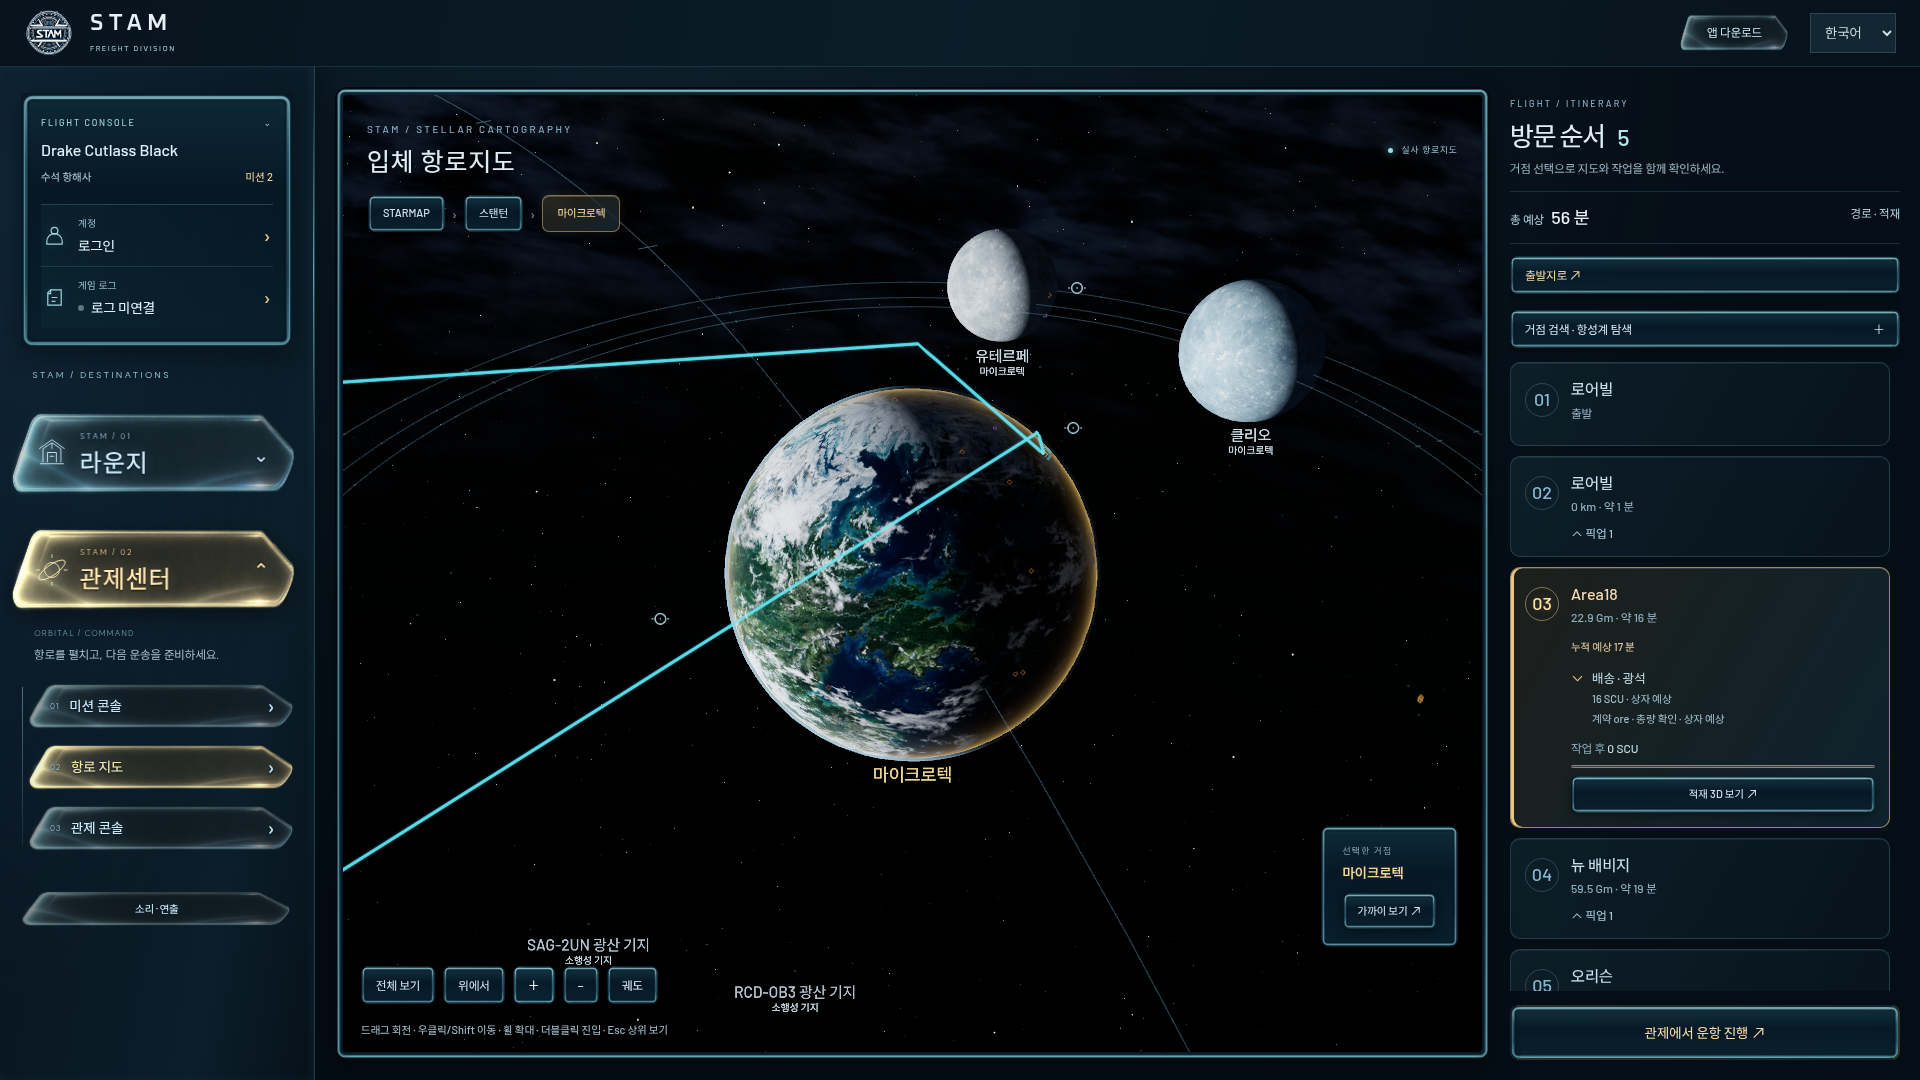 STAM
STAM
FREIGHT DIVISION
앱 다운로드
한국어
FLIGHT CONSOLE
Drake Cutlass Black
수석 항해사
미션 2
계정
로그인
게임 로그
로그 미연결
STAM / DESTINATIONS
STAM / 01
라운지
STAM / 02
관제센터
ORBITAL / COMMAND
항로를 펼치고, 다음 운송을 준비하세요.
01 미션 콘솔
02 항로 지도
03 관제 콘솔
소리 · 연출
STAM / STELLAR CARTOGRAPHY
입체 항로지도
실사 항로지도
STARMAP › 스탠턴 › 마이크로텍
유테르페
마이크로텍
클리오
마이크로텍
마이크로텍
선택한 거점
마이크로텍
가까이 보기 ↗
SAG-2UN 광산 기지
소행성 기지
RCD-0B3 광산 기지
소행성 기지
전체 보기
위에서
+
-
궤도
드래그 회전 · 우클릭/Shift 이동 · 휠 확대 · 더블클릭 진입 · Esc 상위 보기
FLIGHT / ITINERARY
방문 순서 5
거점 선택으로 지도와 작업을 함께 확인하세요.
총 예상 56 분
경로 · 적재
출발지로 ↗
거점 검색 · 항성계 탐색 +
01 로어빌
출발
02 로어빌
0 km · 약 1 분
픽업 1
03 Area18
22.9 Gm · 약 16 분
누적 예상 17 분
배송 · 광석
16 SCU · 상자 예상
계약 ore · 총량 확인 · 상자 예상
작업 후 0 SCU
적재 3D 보기 ↗
04 뉴 배비지
59.5 Gm · 약 19 분
픽업 1
05 오리슨
관제에서 운항 진행 ↗